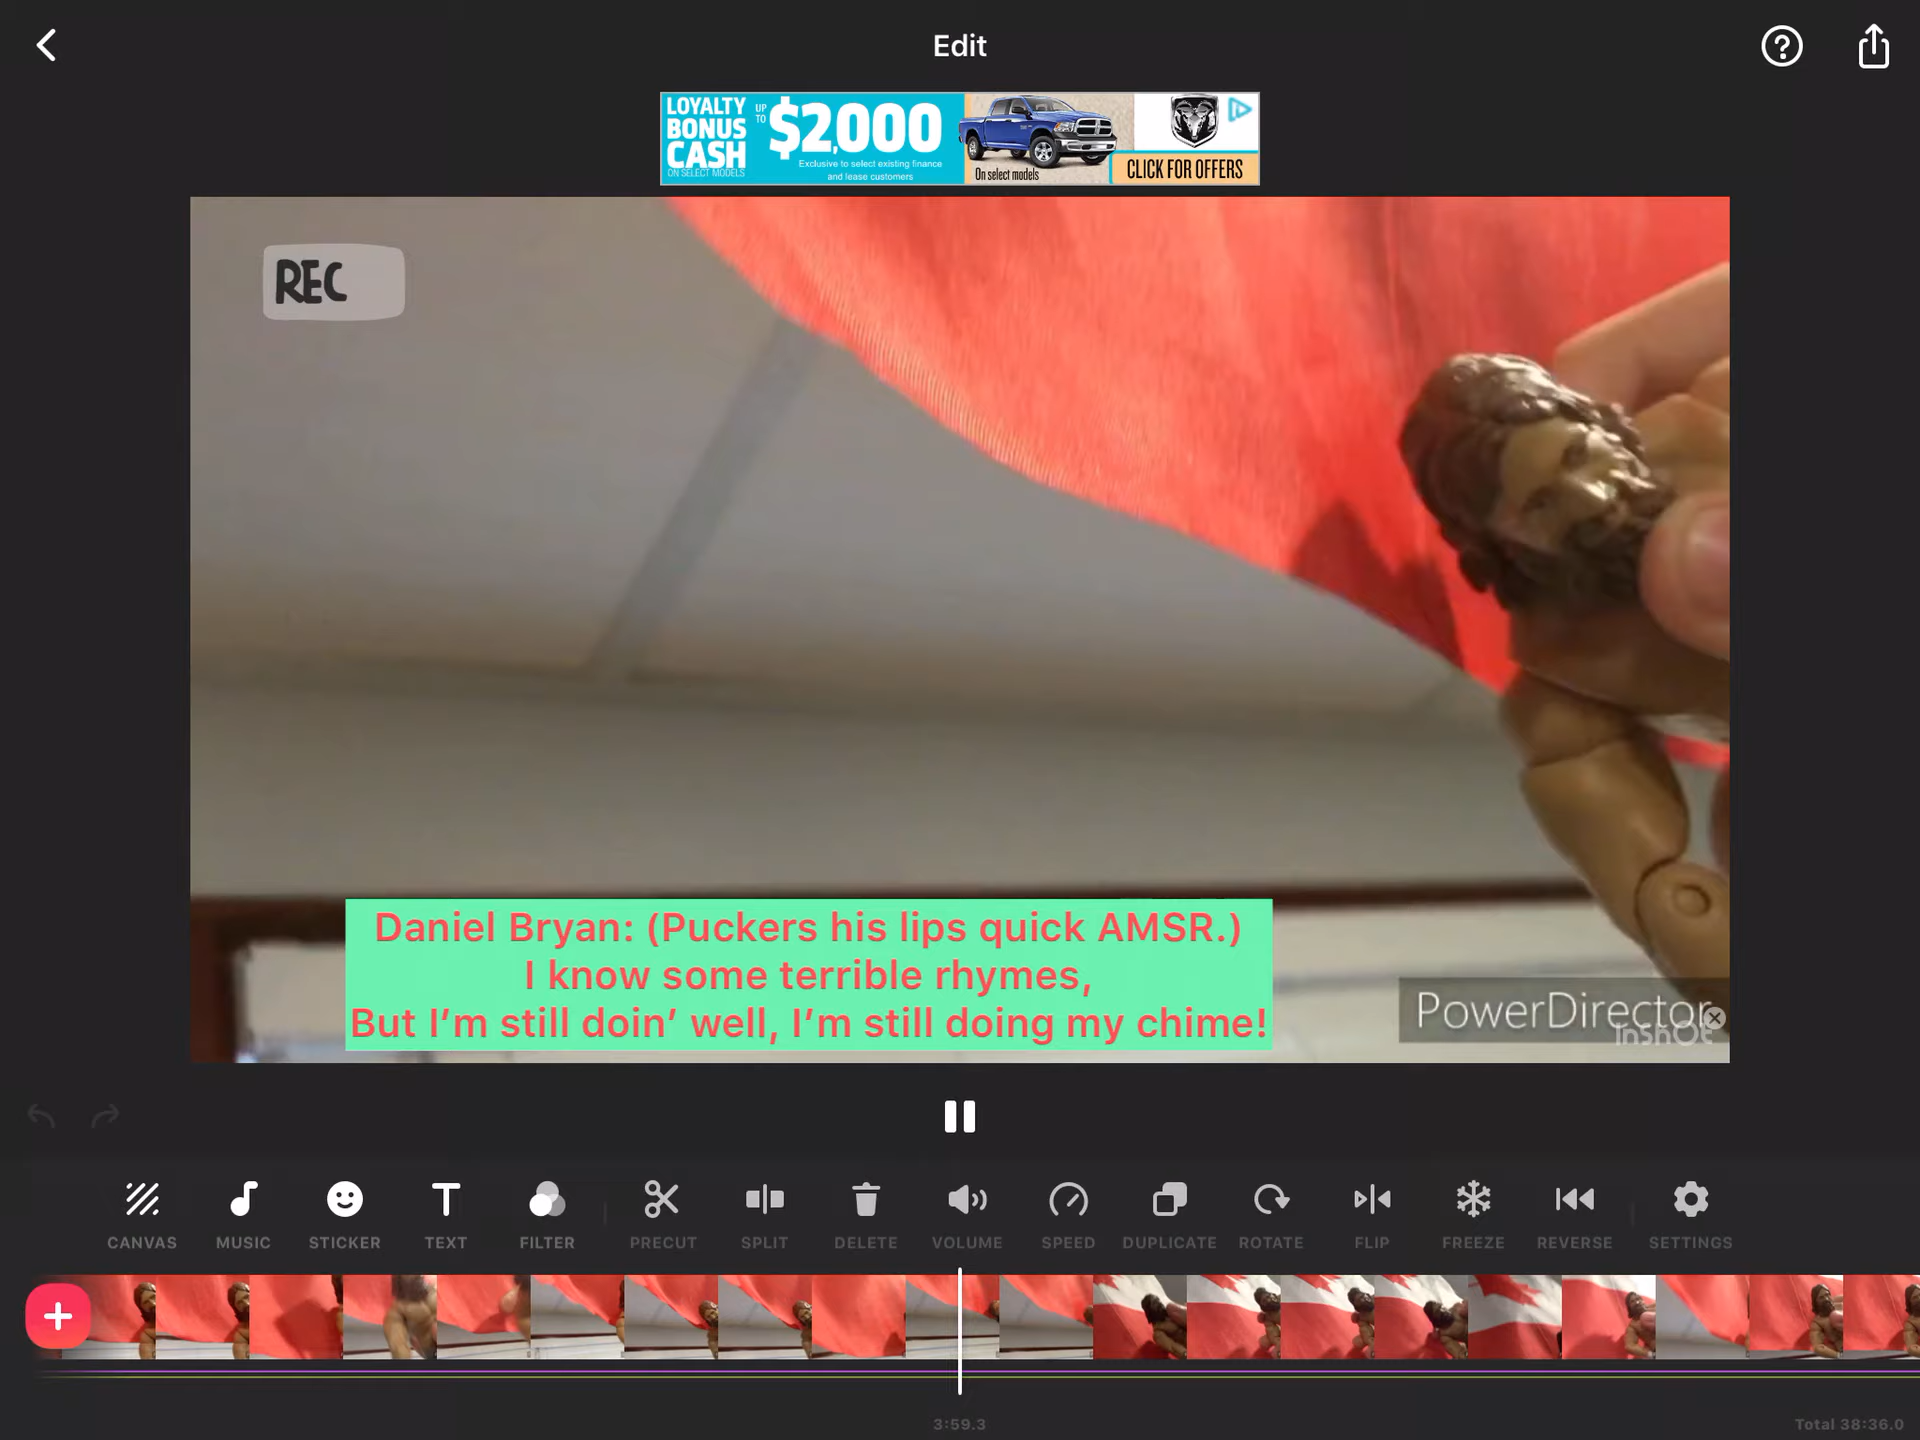 Edit
LOYALTY
BONUS
CASH
ON SELECT MODELS
UP
TO
$2,000
Exclusive to select existing finance
and lease customers
On select models
CLICK FOR OFFERS
REC
Daniel Bryan: (Puckers his lips quick AMSR.)
I know some terrible rhymes,
But I’m still doin’ well, I’m still doing my chime!
PowerDirector
InShOt
CANVAS
MUSIC
STICKER
TEXT
FILTER
PRECUT
SPLIT
DELETE
VOLUME
SPEED
DUPLICATE
ROTATE
FLIP
FREEZE
REVERSE
SETTINGS
3:59.3
Total 38:36.0